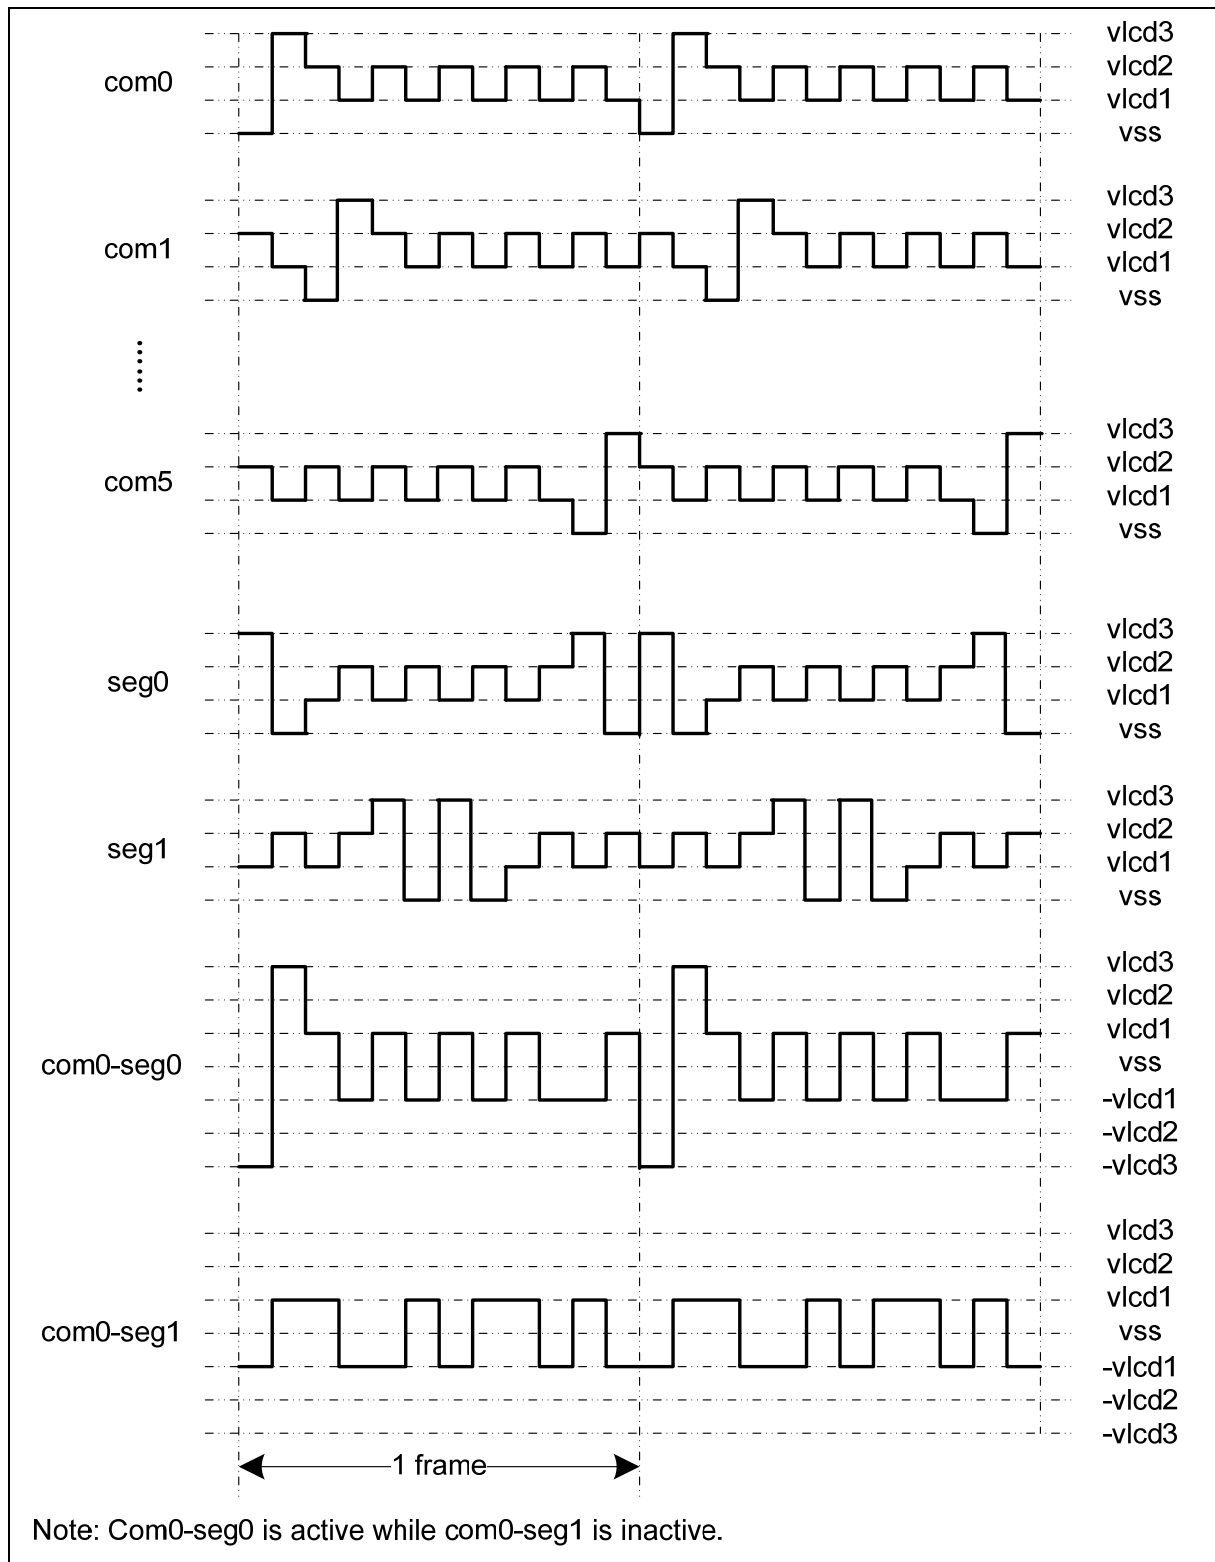 com0
vlcd3
vlcd2
vlcd1
vss
com1
vlcd3
vlcd2
vlcd1
vss
com5
vlcd3
vlcd2
vlcd1
vss
seg0
vlcd3
vlcd2
vlcd1
vss
seg1
vlcd3
vlcd2
vlcd1
vss
com0-seg0
vlcd3
vlcd2
vlcd1
vss
-vlcd1
-vlcd2
-vlcd3
com0-seg1
vlcd3
vlcd2
vlcd1
vss
-vlcd1
-vlcd2
-vlcd3
1 frame
Note: Com0-seg0 is active while com0-seg1 is inactive.